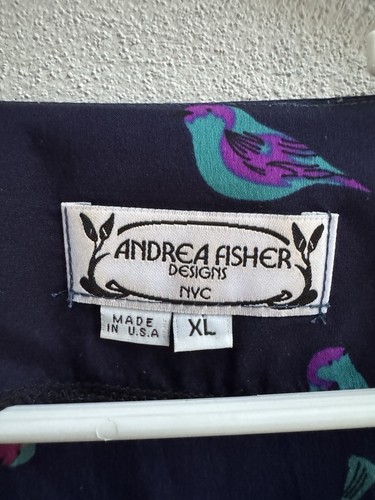 ANDREA FISHER
DESIGNS
NYC
MADE
IN U.S.A
XL